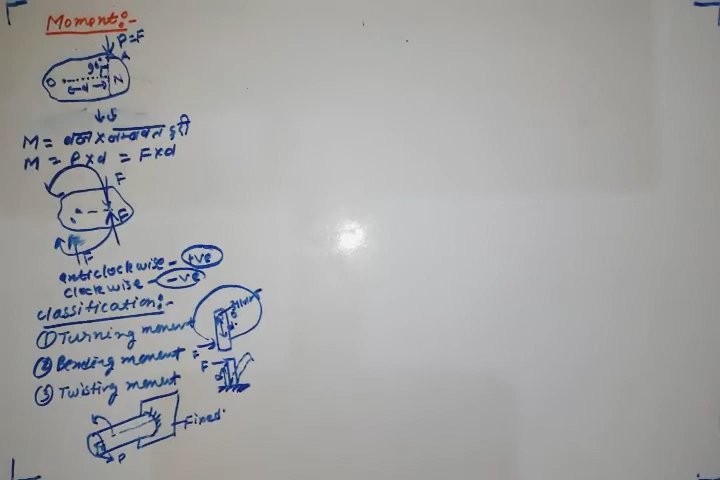 Moment:-
P=F
A
90°
O
d
N
M = बल × लम्बवत दूरी
M = P×d = F×d
F
F
F
anticlockwise - +ve
clockwise - -ve
classification:-
① Turning moment
② Bending moment
F
③ Twisting moment
Fixed
P